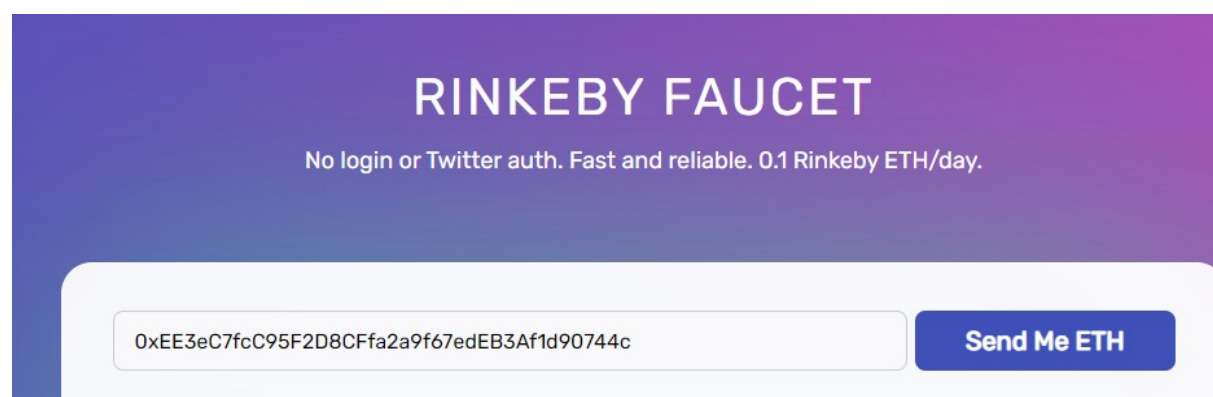 RINKEBY FAUCET
No login or Twitter auth. Fast and reliable. 0.1 Rinkeby ETH/day.
0xEE3eC7fcC95F2D8CFfa2a9f67edEB3Af1d90744c
Send Me ETH